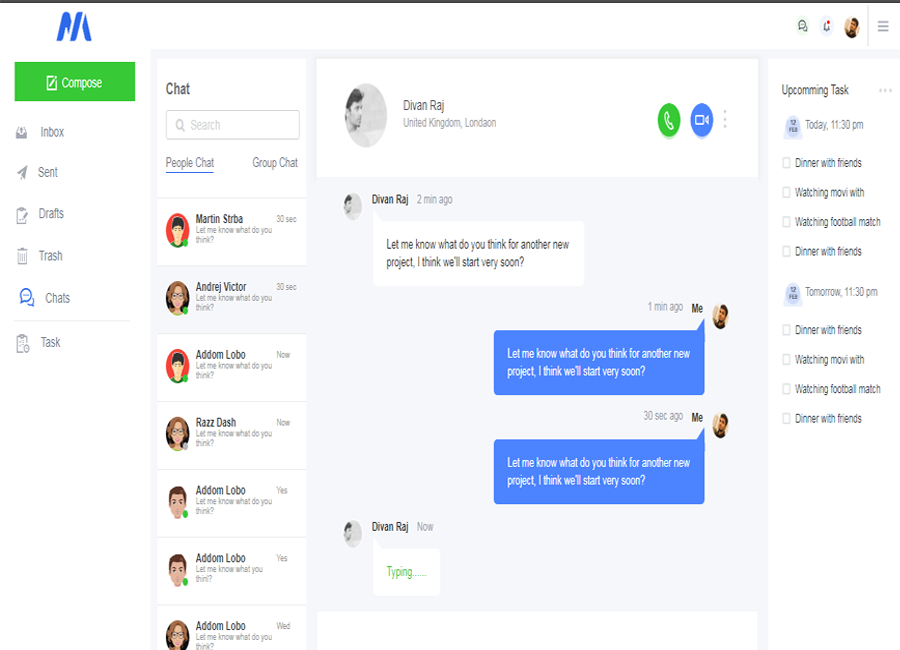 Compose
Inbox
Sent
Drafts
Trash
Chats
Task
Chat
Search
People Chat Group Chat
Martin Strba 30 sec
Let me know what do you
think?
Andrej Victor 30 sec
Let me know what do you
think?
Addom Lobo Now
Let me know what do you
think?
Razz Dash Now
Let me know what do you
think?
Addom Lobo Yes
Let me know what do you
think?
Addom Lobo Yes
Let me know what you
thinl?
Addom Lobo Wed
Let me know what do you
think?
Divan Raj
United Kingdom, Londaon
Divan Raj 2 min ago
Let me know what do you think for another new
project, I think we'll start very soon?
1 min ago Me
Let me know what do you think for another new
project, I think we'll start very soon?
30 sec ago Me
Let me know what do you think for another new
project, I think we'll start very soon?
Divan Raj Now
Typing......
Upcomming Task
12
FEB
Today, 11:30 pm
Dinner with friends
Watching movi with
Watching football match
Dinner with friends
12
FEB
Tomorrow, 11:30 pm
Dinner with friends
Watching movi with
Watching football match
Dinner with friends